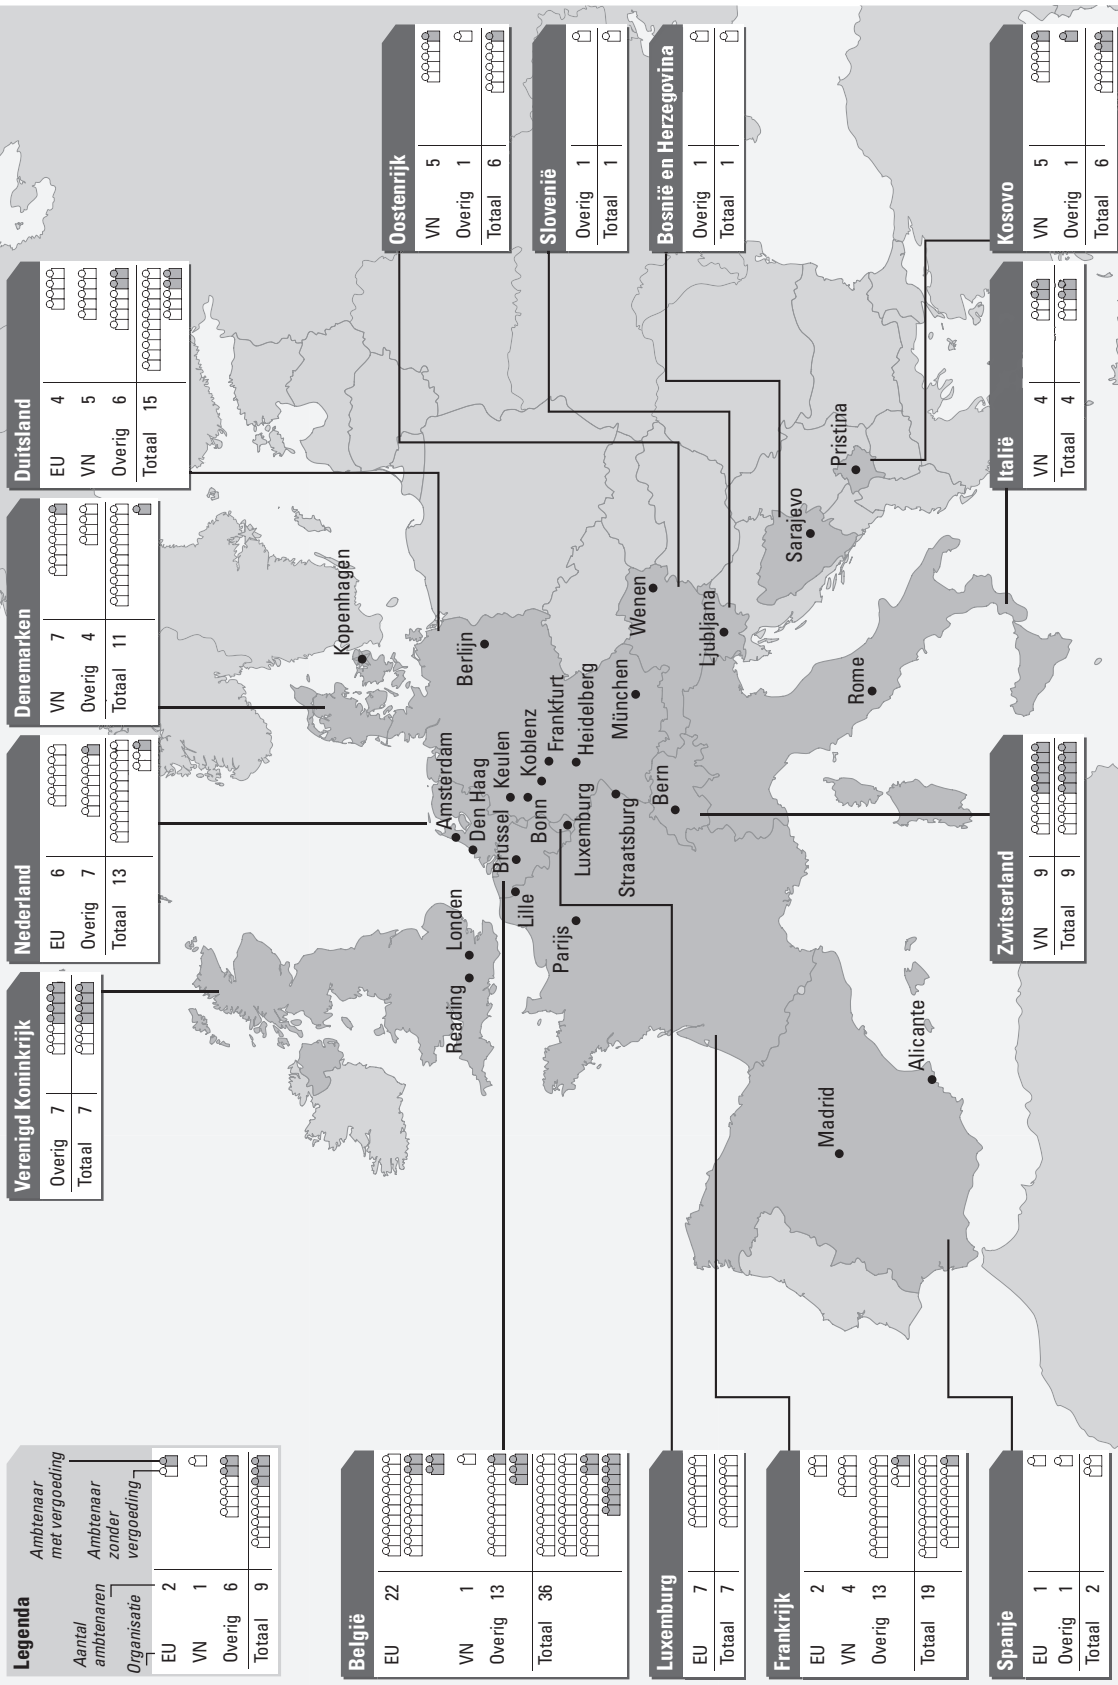 Legenda
Ambtenaar
met vergoeding
Aantal
ambtenaren
Ambtenaar
zonder
vergoeding
Organisatie
EU 2
VN 1
Overig 6
Totaal 9
Verenigd Koninkrijk
Overig 7
Totaal 7
Nederland
EU 6
Overig 7
Totaal 13
Denemarken
VN 7
Overig 4
Totaal 11
Duitsland
EU 4
VN 5
Overig 6
Totaal 15
België
EU 22
VN 1
Overig 13
Totaal 36
Oostenrijk
VN 5
Overig 1
Totaal 6
Slovenië
Overig 1
Totaal 1
Luxemburg
EU 7
Totaal 7
Bosnië en Herzegovina
Overig 1
Totaal 1
Frankrijk
EU 2
VN 4
Overig 13
Totaal 19
Spanje
EU 1
Overig 1
Totaal 2
Zwitserland
VN 9
Totaal 9
Italië
VN 4
Totaal 4
Kosovo
VN 5
Overig 1
Totaal 6
Kopenhagen
Reading
Londen
Amsterdam
Den Haag
Berlijn
Brussel
Keulen
Lille
Bonn
Koblenz
Parijs
Frankfurt
Luxemburg
Heidelberg
Straatsburg
München
Wenen
Bern
Ljubljana
Sarajevo
Madrid
Pristina
Rome
Alicante